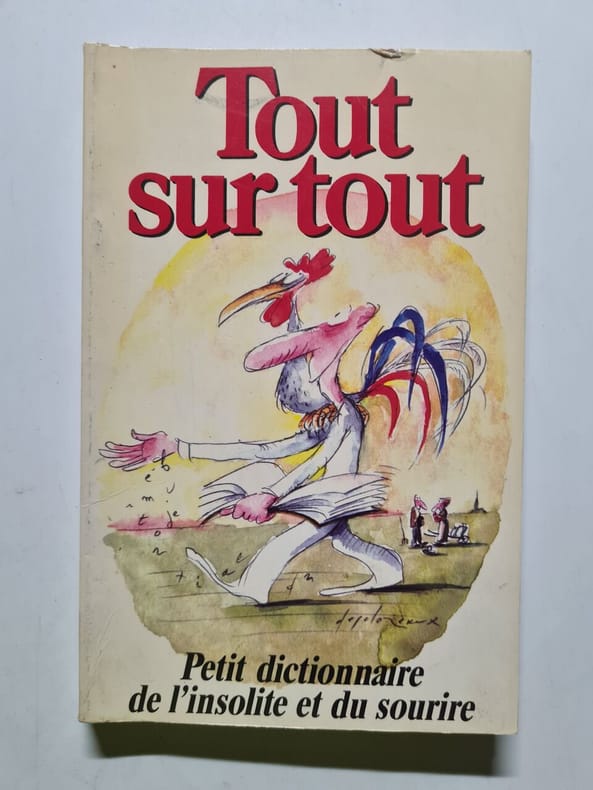 Tout
sur tout
Petit dictionnaire
de l'insolite et du sourire